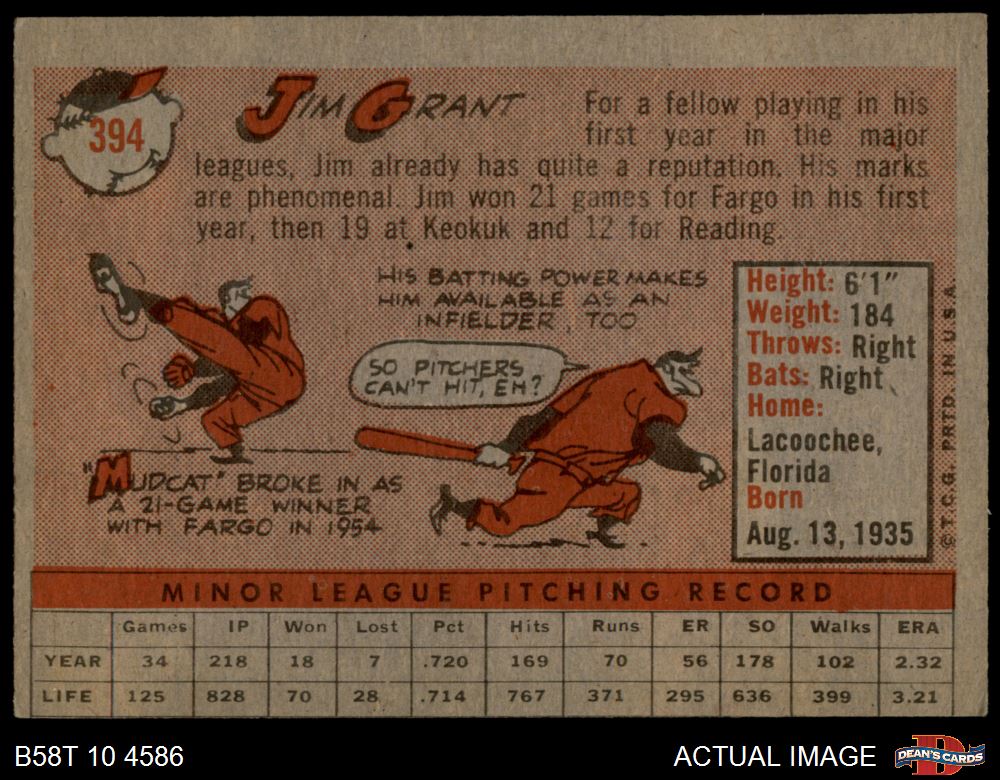 394
JIM GRANT
For a fellow playing in his
first year in the major
leagues, Jim already has quite a reputation. His marks
are phenomenal. Jim won 21 games for Fargo in his first
year, then 19 at Keokuk and 12 for Reading.
HIS BATTING POWER MAKES
HIM AVAILABLE AS AN
INFIELDER, TOO
SO PITCHERS
CAN'T HIT, EH?
"MUDCAT" BROKE IN AS
A 21-GAME WINNER
WITH FARGO IN 1954
Height: 6'1"
Weight: 184
Throws: Right
Bats: Right
Home:
Lacoochee,
Florida
Born
Aug. 13, 1935
© T.C.G. PRTD. IN U.S.A.
MINOR LEAGUE PITCHING RECORD
Games IP Won Lost Pct Hits Runs ER SO Walks ERA
YEAR 34 218 18 7 .720 169 70 56 178 102 2.32
LIFE 125 828 70 28 .714 767 371 295 636 399 3.21
B58T 10 4586
ACTUAL IMAGE
DEAN'S CARDS